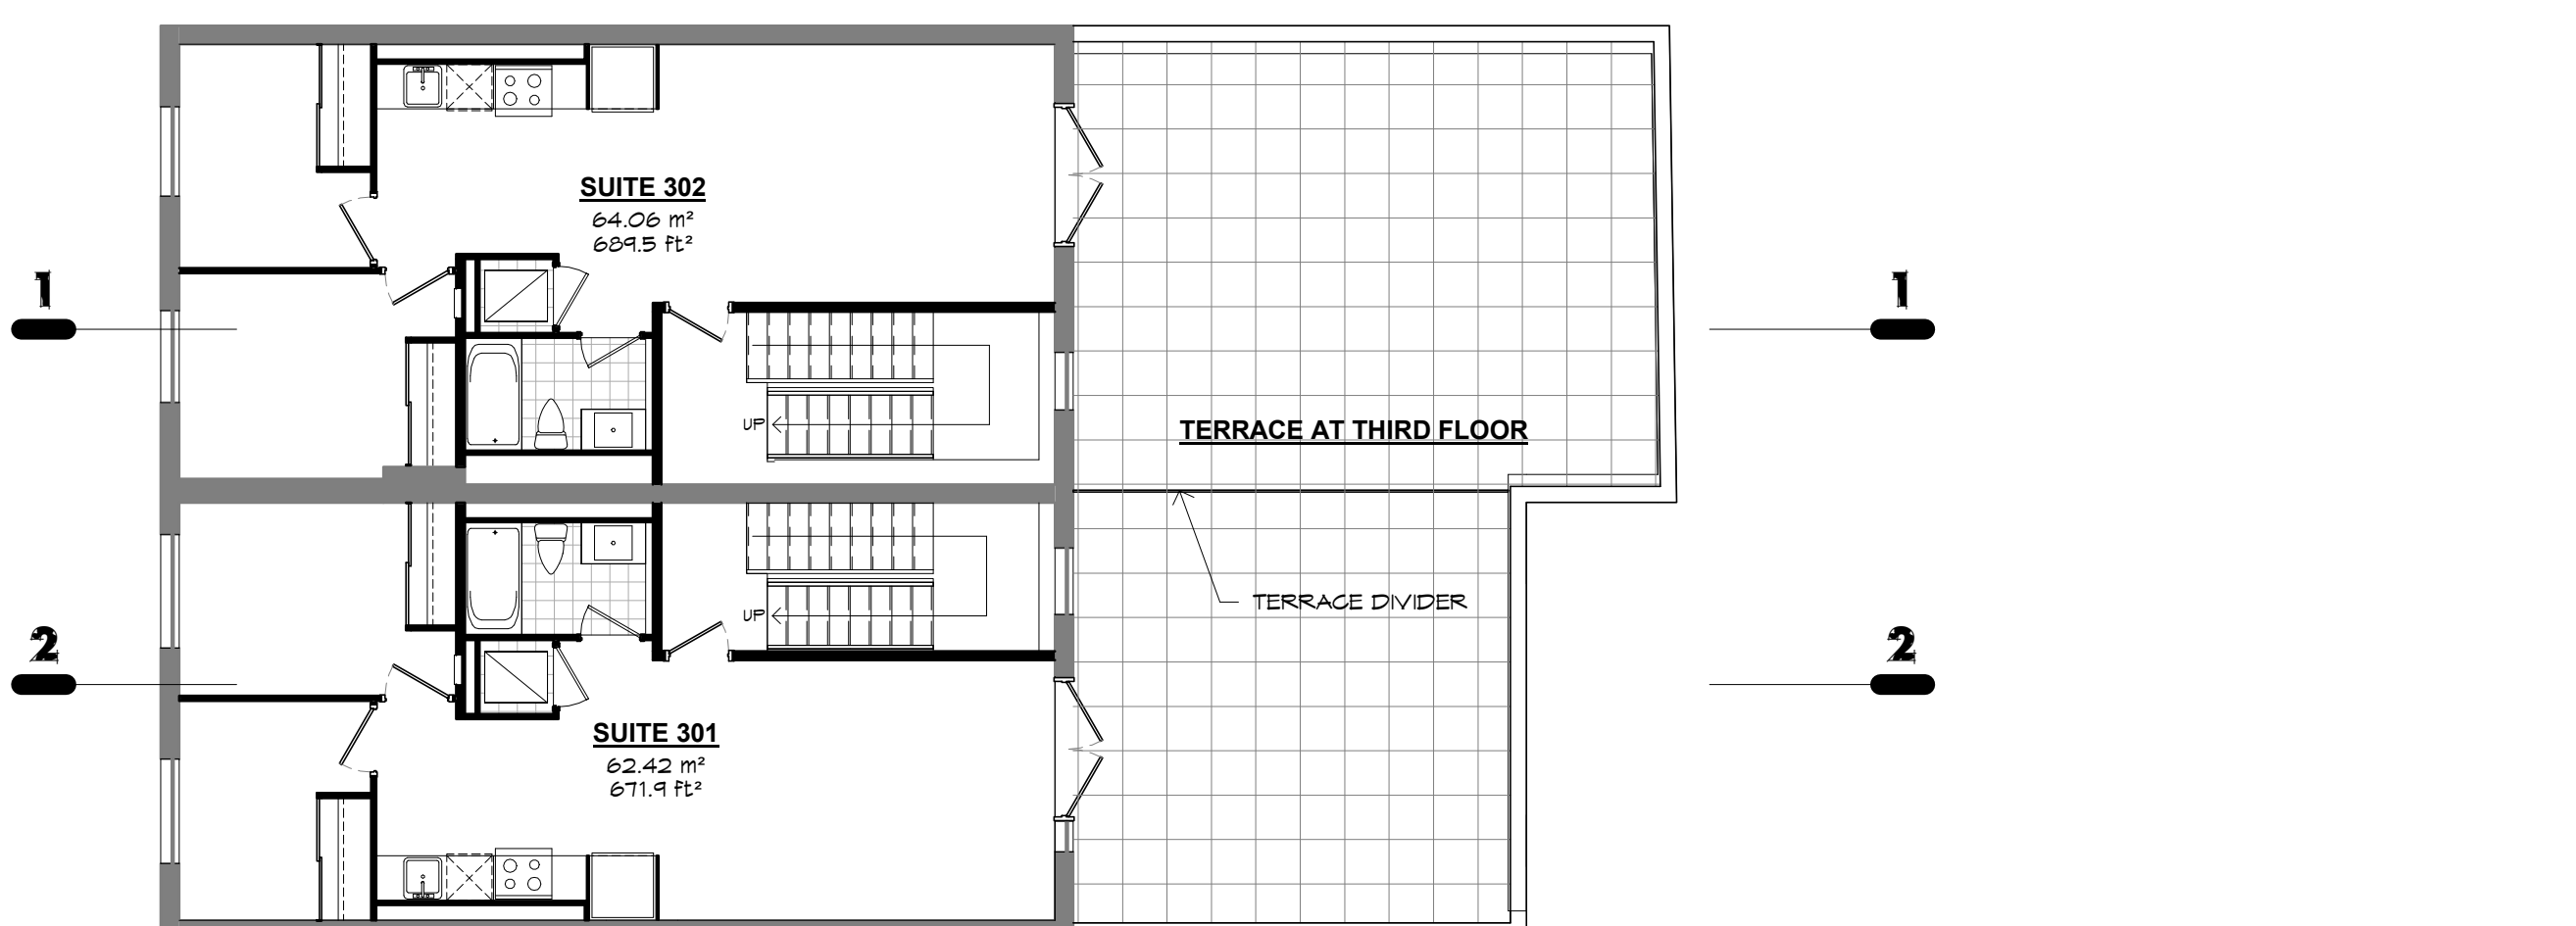 SUITE 302
64.06 m²
689.5 ft²
1
1
UP
TERRACE AT THIRD FLOOR
UP
TERRACE DIVIDER
2
2
SUITE 301
62.42 m²
671.9 ft²